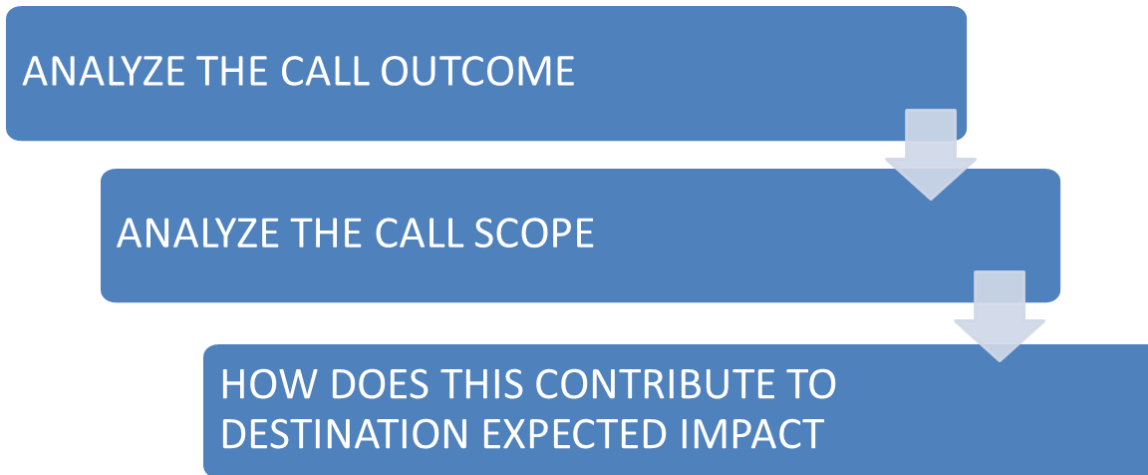 ANALYZE THE CALL OUTCOME
ANALYZE THE CALL SCOPE
HOW DOES THIS CONTRIBUTE TO
DESTINATION EXPECTED IMPACT